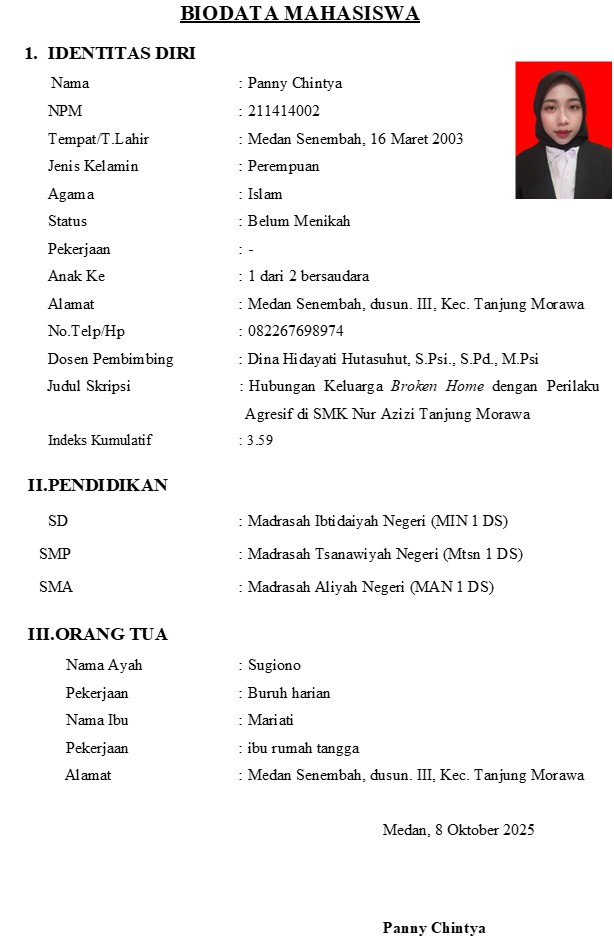 BIODATA MAHASISWA
1. IDENTITAS DIRI
Nama : Panny Chintya
NPM : 211414002
Tempat/T.Lahir : Medan Senembah, 16 Maret 2003
Jenis Kelamin : Perempuan
Agama : Islam
Status : Belum Menikah
Pekerjaan : -
Anak Ke : 1 dari 2 bersaudara
Alamat : Medan Senembah, dusun. III, Kec. Tanjung Morawa
No.Telp/Hp : 082267698974
Dosen Pembimbing : Dina Hidayati Hutasuhut, S.Psi., S.Pd., M.Psi
Judul Skripsi : Hubungan Keluarga Broken Home dengan Perilaku
Agresif di SMK Nur Azizi Tanjung Morawa
Indeks Kumulatif : 3.59
II.PENDIDIKAN
SD : Madrasah Ibtidaiyah Negeri (MIN 1 DS)
SMP : Madrasah Tsanawiyah Negeri (Mtsn 1 DS)
SMA : Madrasah Aliyah Negeri (MAN 1 DS)
III.ORANG TUA
Nama Ayah : Sugiono
Pekerjaan : Buruh harian
Nama Ibu : Mariati
Pekerjaan : ibu rumah tangga
Alamat : Medan Senembah, dusun. III, Kec. Tanjung Morawa
Medan, 8 Oktober 2025
Panny Chintya